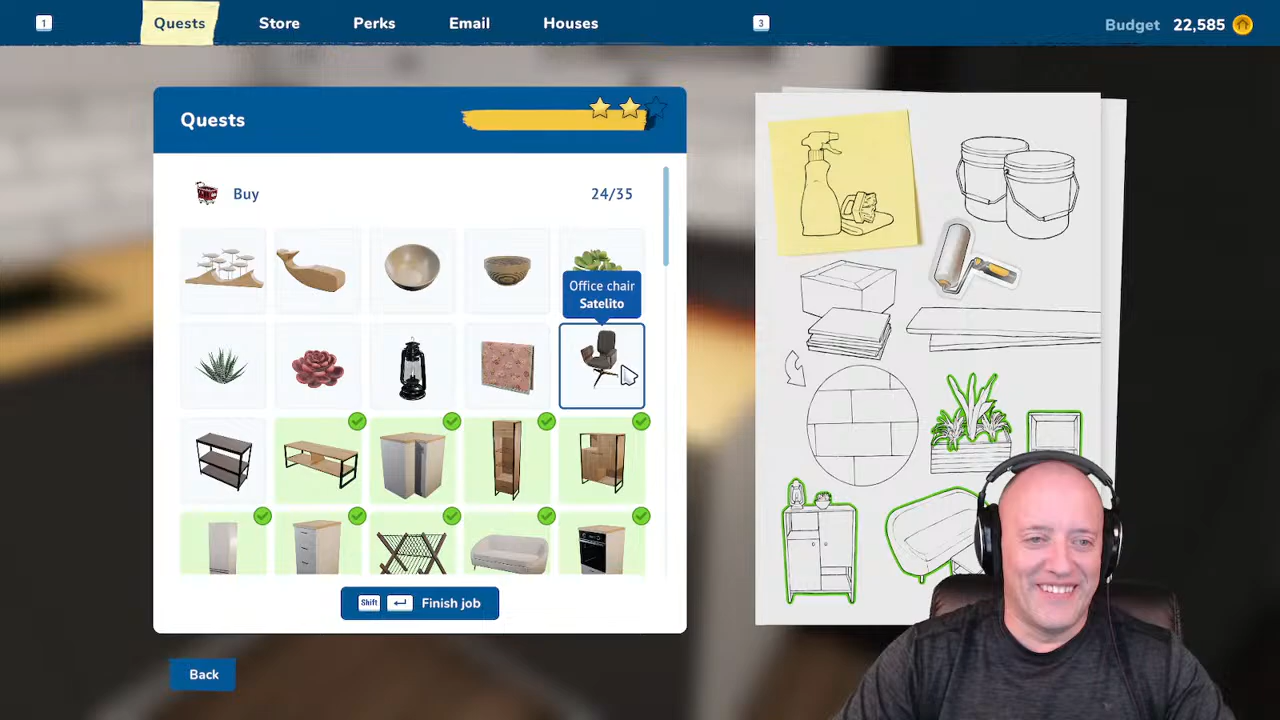 1
Quests
Store
Perks
Email
Houses
3
Budget
22,585
Quests
Buy
24/35
Office chair
Satelito
Shift
Finish job
Back